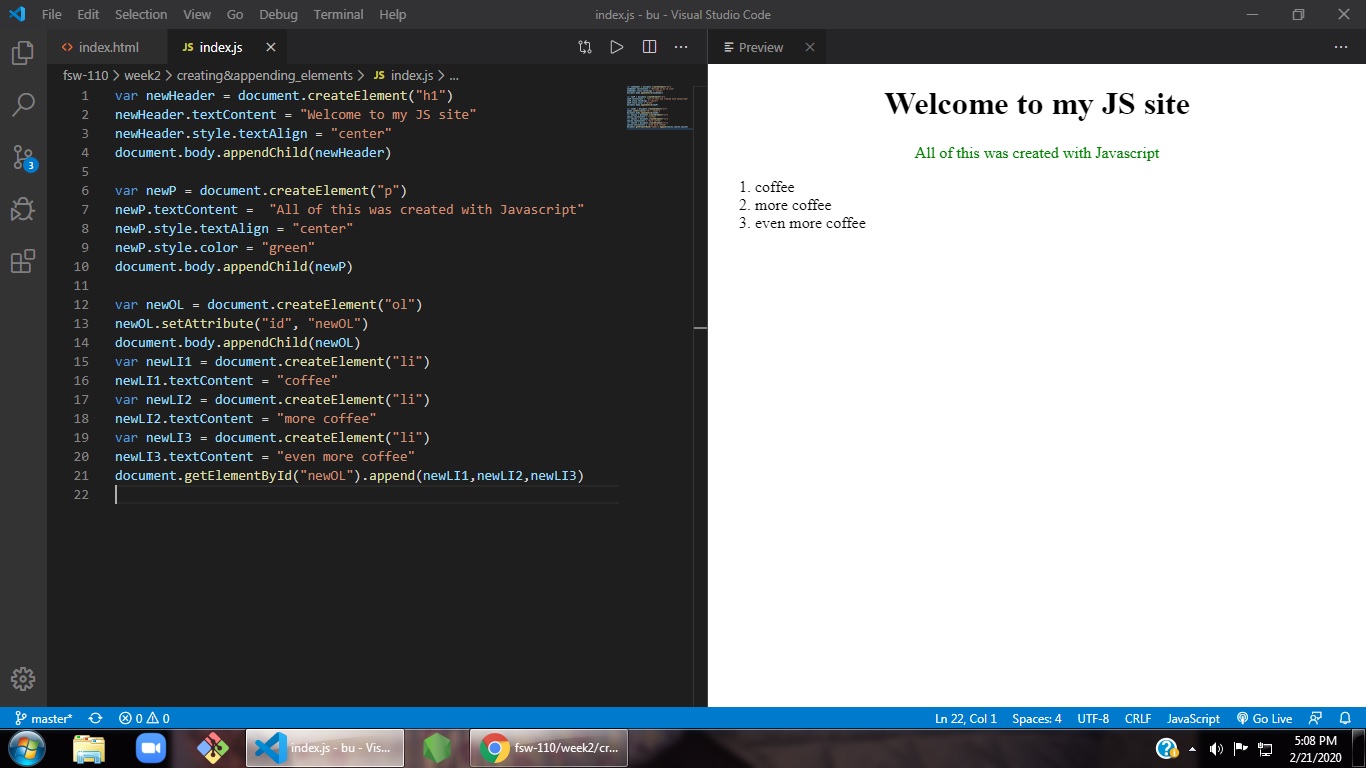 File Edit Selection View Go Debug Terminal Help index.js - bu - Visual Studio Code
index.html JS index.js
fsw-110 > week2 > creating&appending_elements > JS index.js > ...
1 var newHeader = document.createElement("h1")
2 newHeader.textContent = "Welcome to my JS site"
3 newHeader.style.textAlign = "center"
4 document.body.appendChild(newHeader)
5
6 var newP = document.createElement("p")
7 newP.textContent =  "All of this was created with Javascript"
8 newP.style.textAlign = "center"
9 newP.style.color = "green"
10 document.body.appendChild(newP)
11
12 var newOL = document.createElement("ol")
13 newOL.setAttribute("id", "newOL")
14 document.body.appendChild(newOL)
15 var newLI1 = document.createElement("li")
16 newLI1.textContent = "coffee"
17 var newLI2 = document.createElement("li")
18 newLI2.textContent = "more coffee"
19 var newLI3 = document.createElement("li")
20 newLI3.textContent = "even more coffee"
21 document.getElementById("newOL").append(newLI1,newLI2,newLI3)
22
3
Preview
Welcome to my JS site
All of this was created with Javascript
1. coffee
2. more coffee
3. even more coffee
master* 0 0 Ln 22, Col 1 Spaces: 4 UTF-8 CRLF JavaScript Go Live
index.js - bu - Vis... fsw-110/week2/cr... 5:08 PM
2/21/2020